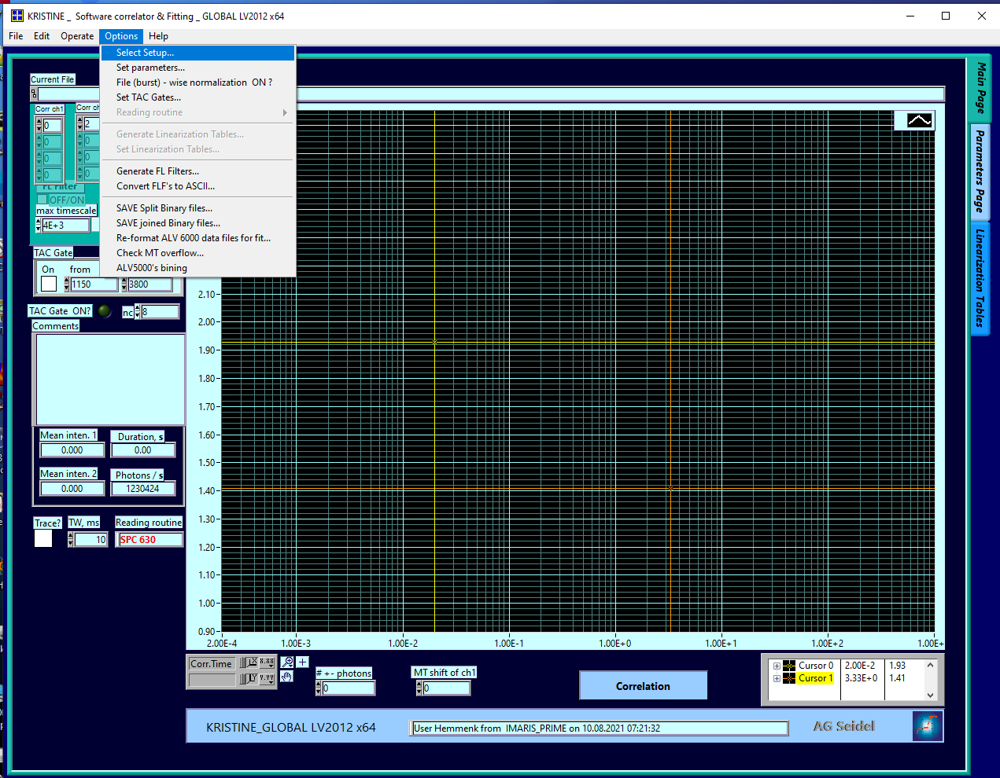 KRISTINE _ Software correlator & Fitting _ GLOBAL LV2012 x64
File Edit Operate Options Help
Select Setup...
Set parameters...
File (burst) - wise normalization ON ?
Set TAC Gates...
Reading routine
Generate Linearization Tables...
Set Linearization Tables...
Generate FL Filters...
Convert FLF's to ASCII...
SAVE Split Binary files...
SAVE joined Binary files...
Re-format ALV 6000 data files for fit...
Check MT overflow...
ALV5000's bining
Main Page
Parameters Page
Linearization Tables
Current File
Corr ch1 Corr ch
0 2
0 0
0 0
0 0
FL Filter
OFF/ON
max timescale
4E+3
TAC Gate
On from
1150 3800
TAC Gate ON?
nc 8
Comments
Mean inten. 1 Duration, s
0.000 0.00
Mean inten. 2 Photons / s
0.000 1230424
Trace? TW, ms Reading routine
10 SPC 630
2.10
2.00
1.90
1.80
1.70
1.60
1.50
1.40
1.30
1.20
1.10
1.00
0.90
2.00E-4 1.00E-3 1.00E-2 1.00E-1 1.00E+0 1.00E+1 1.00E+2 1.00E+
Corr.Time
X.XX
Y.YY
# +- photons
0
MT shift of ch1
0
Correlation
Cursor 0 2.00E-2 1.93
Cursor 1 3.33E+0 1.41
KRISTINE_GLOBAL LV2012 x64
User Hemmenk from IMARIS_PRIME on 10.08.2021 07:21:32
AG Seidel